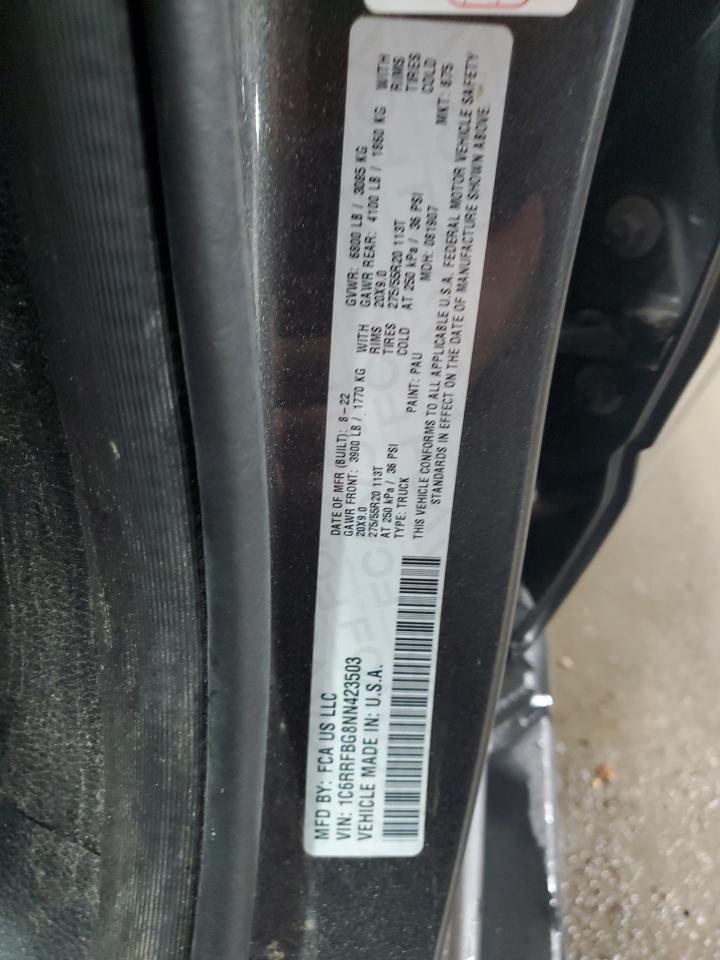 MFD BY: FCA US LLC
VIN: 1C6RRFBG8NN423503
VEHICLE MADE IN: U.S.A.
DATE OF MFR (BUILT): 8-22
GAWR FRONT: 3900 LB / 1770 KG WITH
20X9.0 RIMS
275/55R20 113T TIRES
AT 250 kPa / 36 PSI COLD
TYPE: TRUCK PAINT: PAU
GVWR: 6800 LB / 3085 KG
GAWR REAR: 4100 LB / 1860 KG WITH
20X9.0 RIMS
275/55R20 113T TIRES
AT 250 kPa / 36 PSI COLD
MDH: 081907 MKT: 875
THIS VEHICLE CONFORMS TO ALL APPLICABLE U.S.A. FEDERAL MOTOR VEHICLE SAFETY
STANDARDS IN EFFECT ON THE DATE OF MANUFACTURE SHOWN ABOVE.